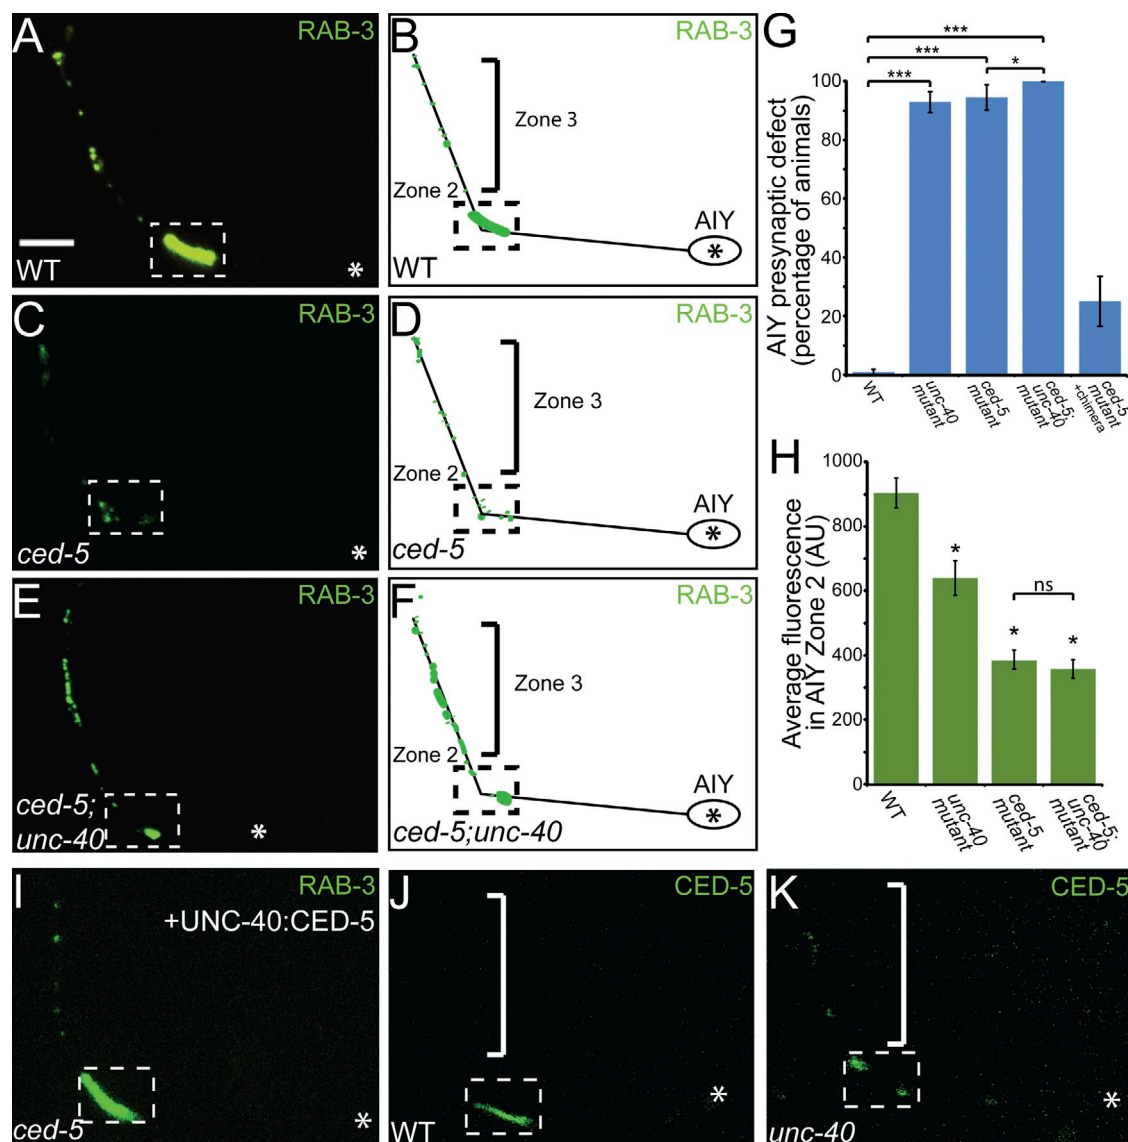 A
RAB-3
WT
*
B
RAB-3
Zone 3
Zone 2
AIY
*
WT
C
RAB-3
ced-5
*
D
RAB-3
Zone 3
Zone 2
AIY
*
ced-5
E
RAB-3
ced-5;
unc-40
*
F
RAB-3
Zone 3
Zone 2
AIY
*
ced-5;unc-40
G
***
***
*
***
AIY presynaptic defect
(percentage of animals)
100
80
60
40
20
0
WT
unc-40
mutant
ced-5
mutant
ced-5;
unc-40
mutant
ced-5
mutant
+chimera
H
Average fluorescence
in AIY Zone 2 (AU)
1000
800
600
400
200
0
*
*
ns
*
WT
unc-40
mutant
ced-5
mutant
ced-5;
unc-40
mutant
I
RAB-3
+UNC-40:CED-5
ced-5
*
J
CED-5
WT
*
K
CED-5
unc-40
*